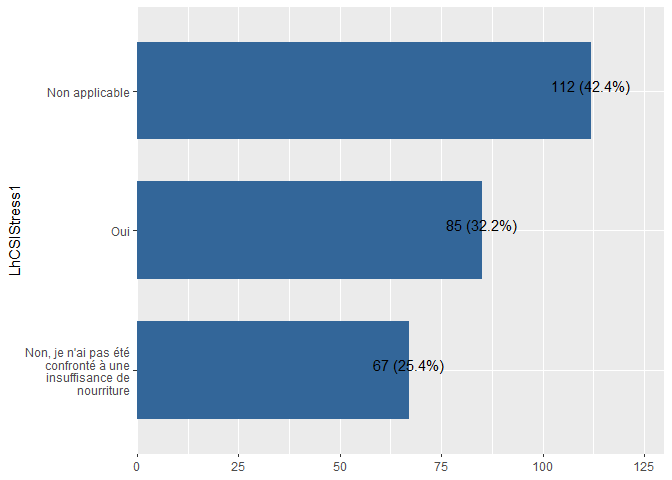 LhCSIStress1
Non applicable
112 (42.4%)
Oui
85 (32.2%)
Non, je n'ai pas été
confronté à une
insuffisance de
nourriture
67 (25.4%)
0
25
50
75
100
125